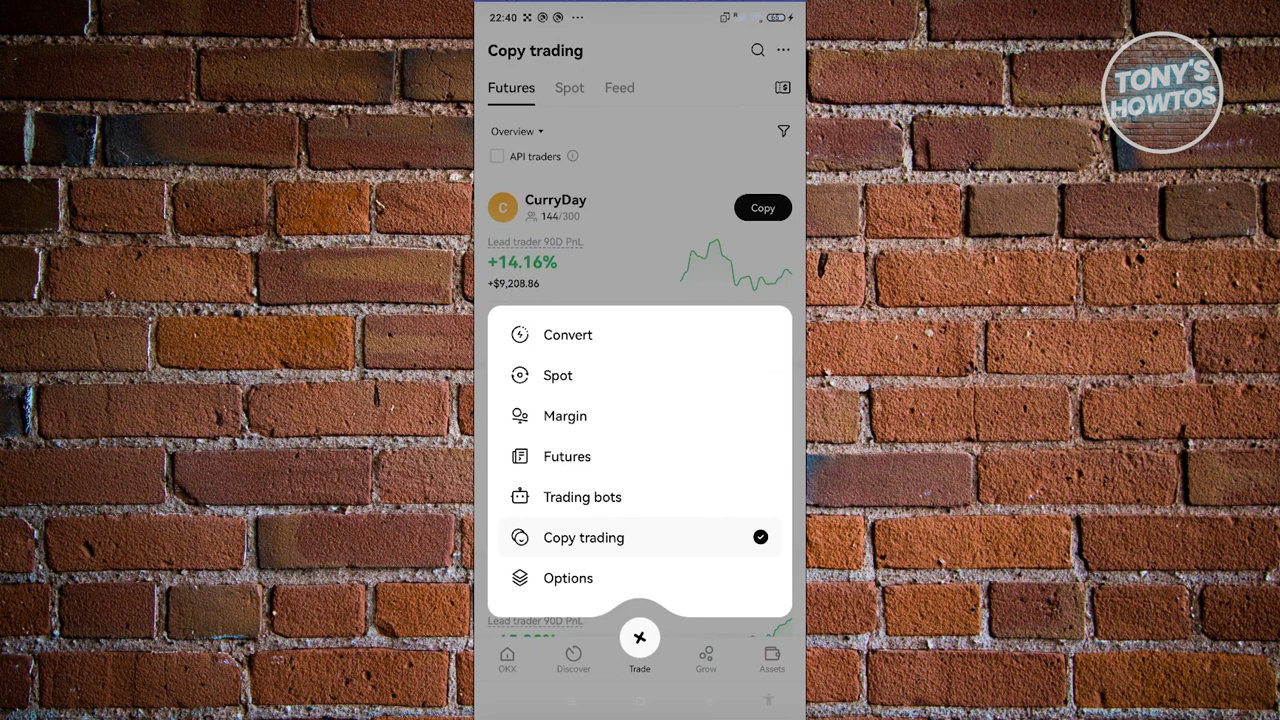 22:40
65
Copy trading
Futures Spot Feed
Overview
API traders
C CurryDay
144/300
Copy
Lead trader 90D PnL
+14.16%
+$9,208.86
Convert
Spot
Margin
Futures
Trading bots
Copy trading
Options
Lead trader 90D PnL
OKX Discover Trade Grow Assets
TONY'S
HOWTOS